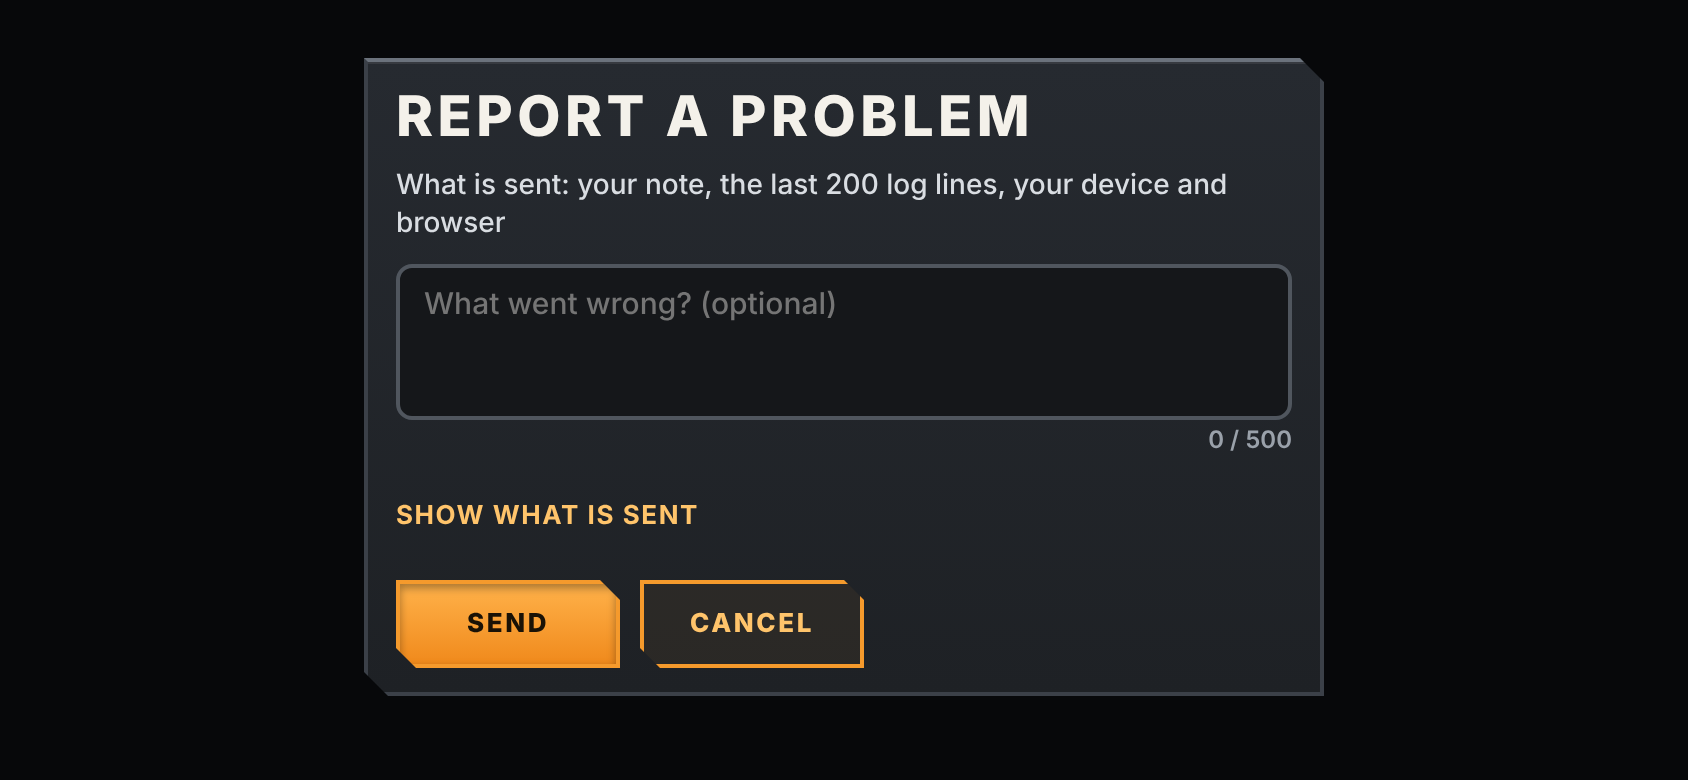 REPORT A PROBLEM
What is sent: your note, the last 200 log lines, your device and
browser
What went wrong? (optional)
0 / 500
SHOW WHAT IS SENT
SEND
CANCEL